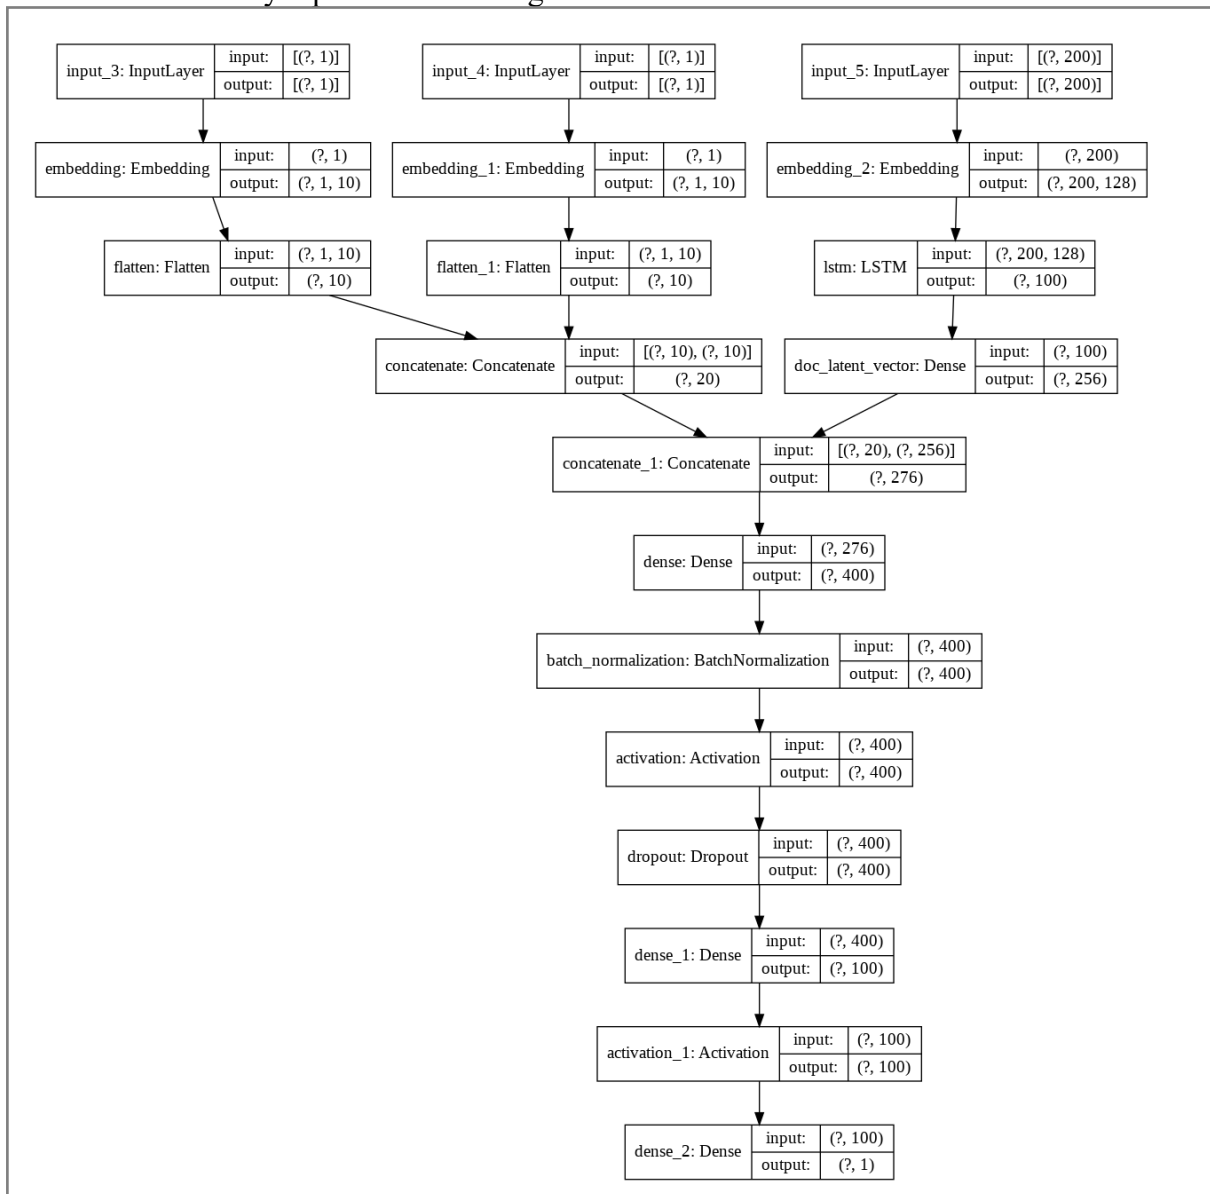 input_3: InputLayer input: [(?, 1)] output: [(?, 1)]
input_4: InputLayer input: [(?, 1)] output: [(?, 1)]
input_5: InputLayer input: [(?, 200)] output: [(?, 200)]
embedding: Embedding input: (?, 1) output: (?, 1, 10)
embedding_1: Embedding input: (?, 1) output: (?, 1, 10)
embedding_2: Embedding input: (?, 200) output: (?, 200, 128)
flatten: Flatten input: (?, 1, 10) output: (?, 10)
flatten_1: Flatten input: (?, 1, 10) output: (?, 10)
lstm: LSTM input: (?, 200, 128) output: (?, 100)
concatenate: Concatenate input: [(?, 10), (?, 10)] output: (?, 20)
doc_latent_vector: Dense input: (?, 100) output: (?, 256)
concatenate_1: Concatenate input: [(?, 20), (?, 256)] output: (?, 276)
dense: Dense input: (?, 276) output: (?, 400)
batch_normalization: BatchNormalization input: (?, 400) output: (?, 400)
activation: Activation input: (?, 400) output: (?, 400)
dropout: Dropout input: (?, 400) output: (?, 400)
dense_1: Dense input: (?, 400) output: (?, 100)
activation_1: Activation input: (?, 100) output: (?, 100)
dense_2: Dense input: (?, 100) output: (?, 1)